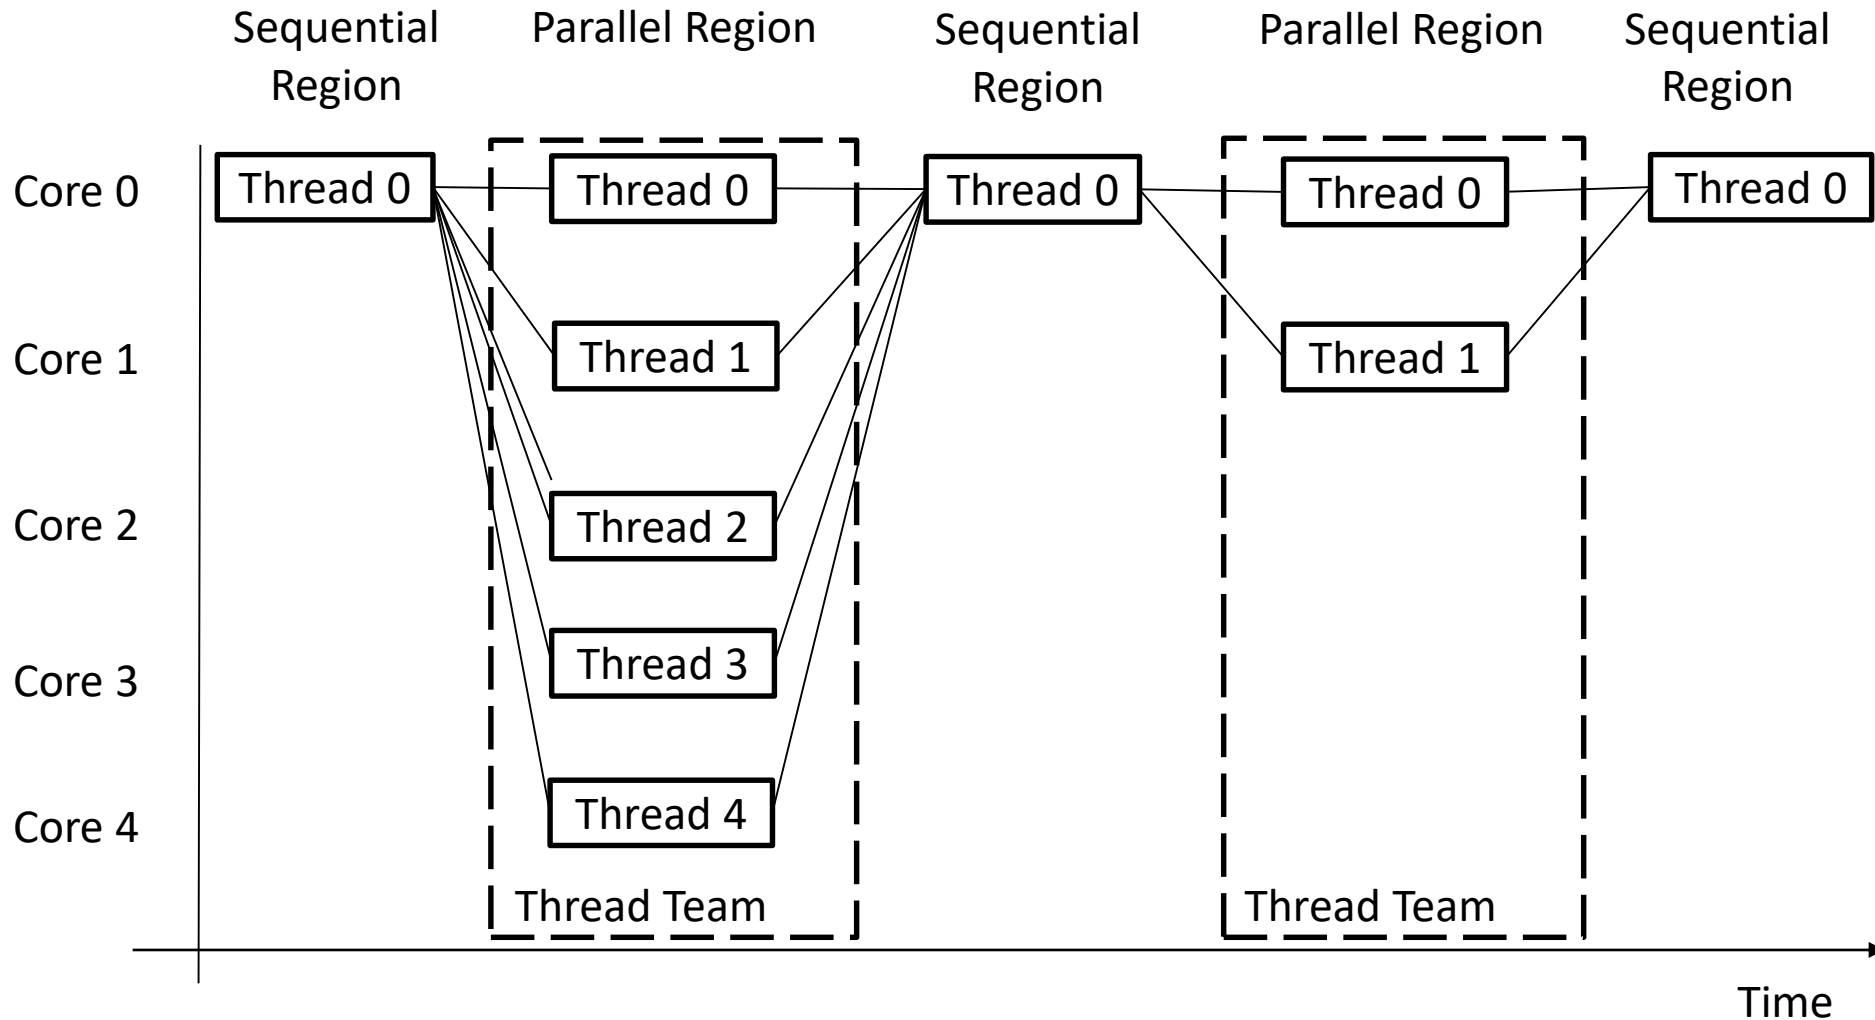 Sequential
Region
Parallel Region
Sequential
Region
Parallel Region
Sequential
Region
Core 0
Thread 0
Thread 0
Thread 0
Thread 0
Thread 0
Core 1
Thread 1
Thread 1
Core 2
Thread 2
Core 3
Thread 3
Core 4
Thread 4
Thread Team
Thread Team
Time